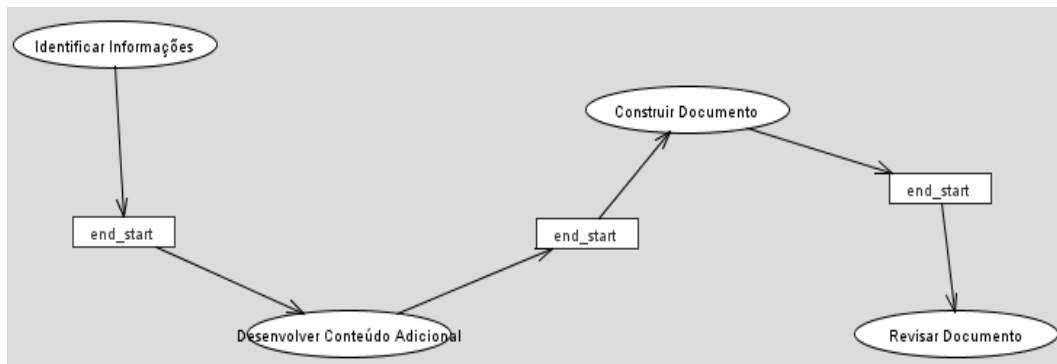 Identificar Informações
end_start
Desenvolver Conteúdo Adicional
end_start
Construir Documento
end_start
Revisar Documento